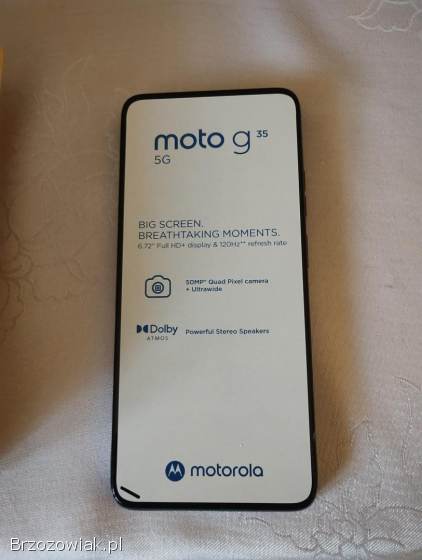 moto g 35
5G
BIG SCREEN.
BREATHTAKING MOMENTS.
6.72" Full HD+ display & 120Hz** refresh rate
50MP* Quad Pixel camera
+ Ultrawide
Dolby
ATMOS
Powerful Stereo Speakers
motorola
Brzozowiak.pl